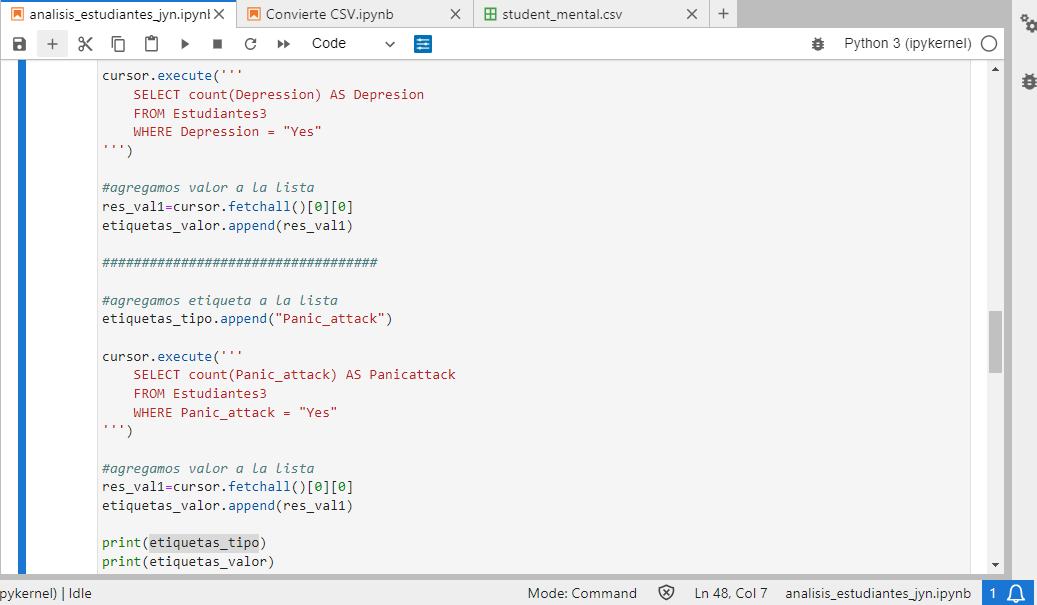 analisis_estudiantes_jyn.ipynl
Convierte CSV.ipynb
student_mental.csv
Code
Python 3 (ipykernel)
cursor.execute('''
SELECT count(Depression) AS Depresion
FROM Estudiantes3
WHERE Depression = "Yes"
''')
#agregamos valor a la lista
res_val1=cursor.fetchall()[0][0]
etiquetas_valor.append(res_val1)
###################################
#agregamos etiqueta a la lista
etiquetas_tipo.append("Panic_attack")
cursor.execute('''
SELECT count(Panic_attack) AS Panicattack
FROM Estudiantes3
WHERE Panic_attack = "Yes"
''')
#agregamos valor a la lista
res_val1=cursor.fetchall()[0][0]
etiquetas_valor.append(res_val1)
print(etiquetas_tipo)
print(etiquetas_valor)
pykernel) | Idle
Mode: Command
Ln 48, Col 7
analisis_estudiantes_jyn.ipynb
1